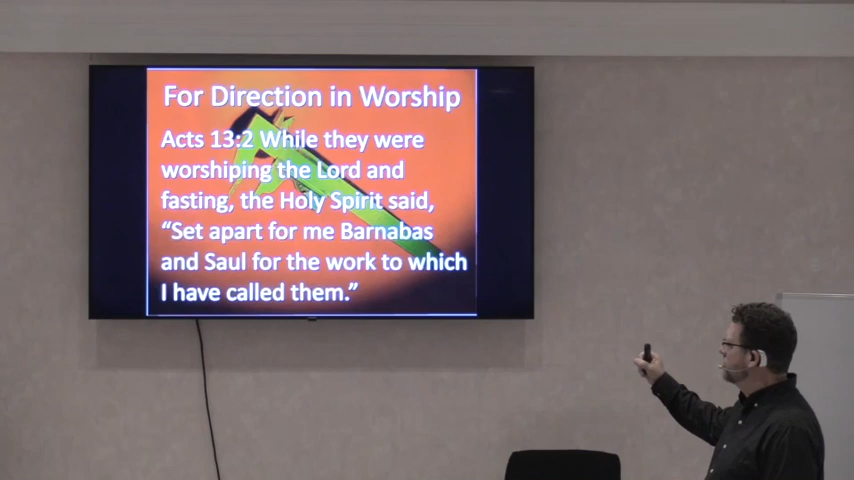 For Direction in Worship
Acts 13:2 While they were
worshiping the Lord and
fasting, the Holy Spirit said,
“Set apart for me Barnabas
and Saul for the work to which
I have called them.”